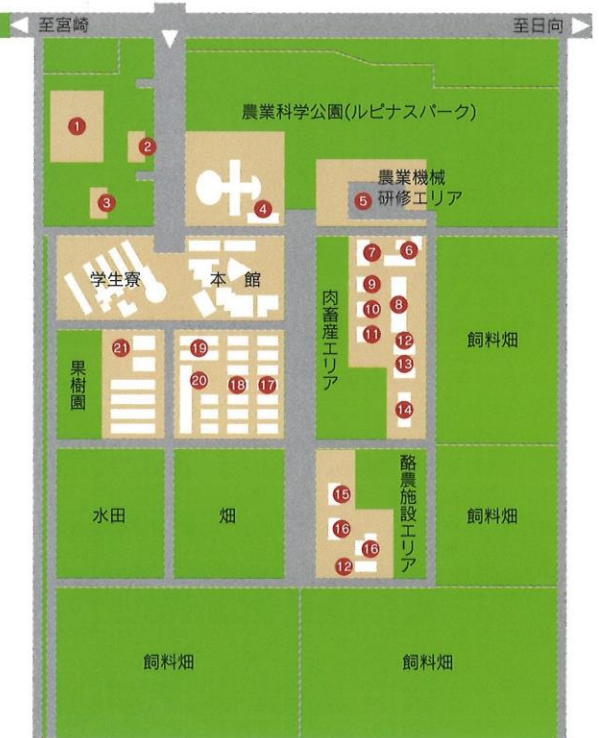 至宮崎
至日向
農業科学公園(ルピナスパーク)
1
2
3
4
農業機械
研修エリア
5
学生寮
本 館
肉畜産エリア
7
6
9
8
10
11
12
13
14
飼料畑
果樹園
21
19
20
18
17
水田
畑
酪農施設エリア
15
16
16
12
飼料畑
飼料畑
飼料畑